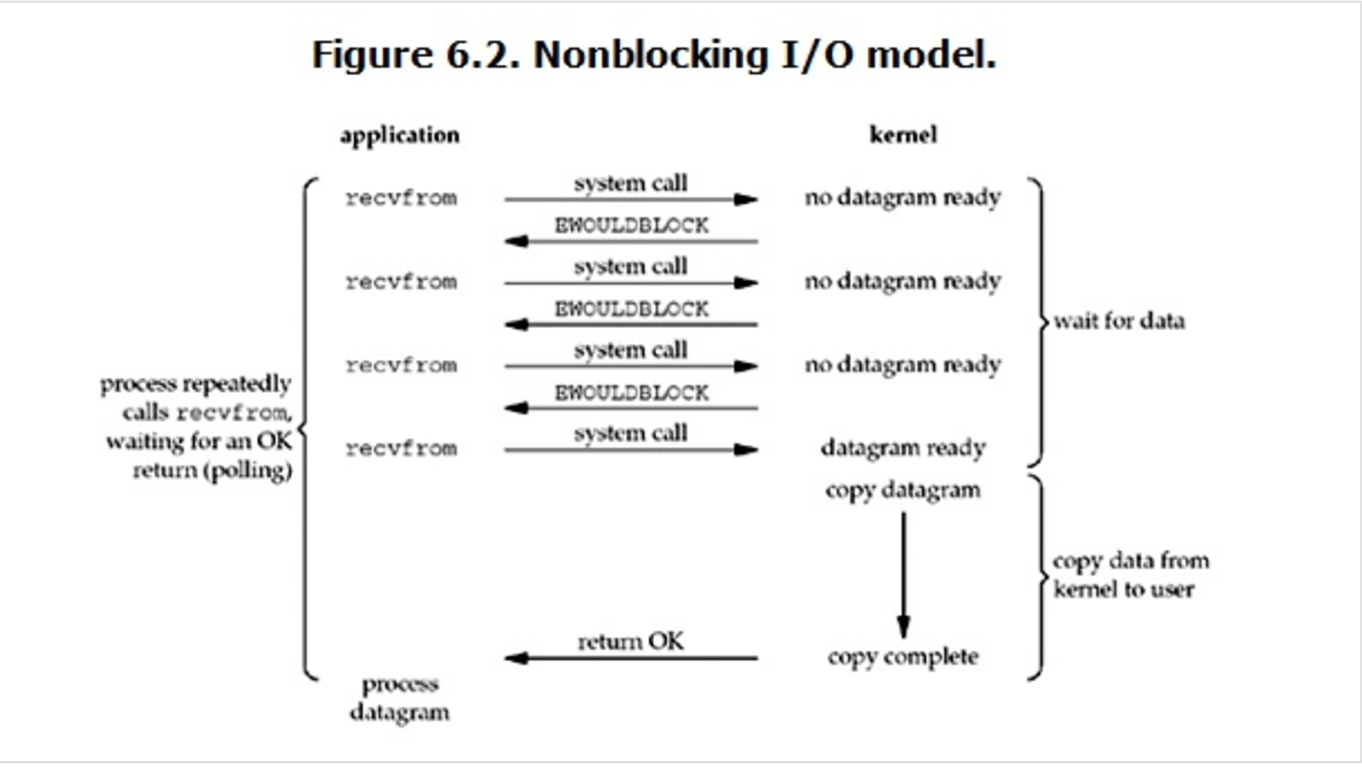 Figure 6.2. Nonblocking I/O model.
application
kernel
recvfrom
system call
no datagram ready
EWOULDBLOCK
recvfrom
system call
no datagram ready
EWOULDBLOCK
recvfrom
system call
no datagram ready
EWOULDBLOCK
recvfrom
system call
datagram ready
wait for data
process repeatedly
calls recvfrom,
waiting for an OK
return (polling)
copy datagram
copy data from
kernel to user
return OK
copy complete
process
datagram